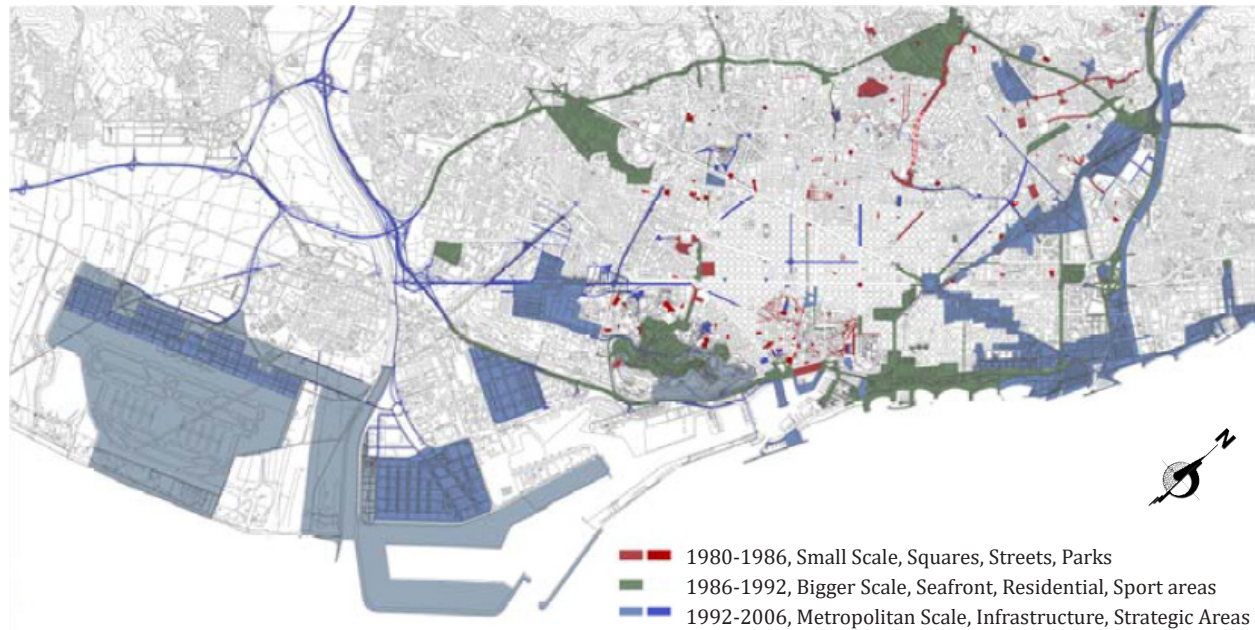 N
1980-1986, Small Scale, Squares, Streets, Parks
1986-1992, Bigger Scale, Seafront, Residential, Sport areas
1992-2006, Metropolitan Scale, Infrastructure, Strategic Areas